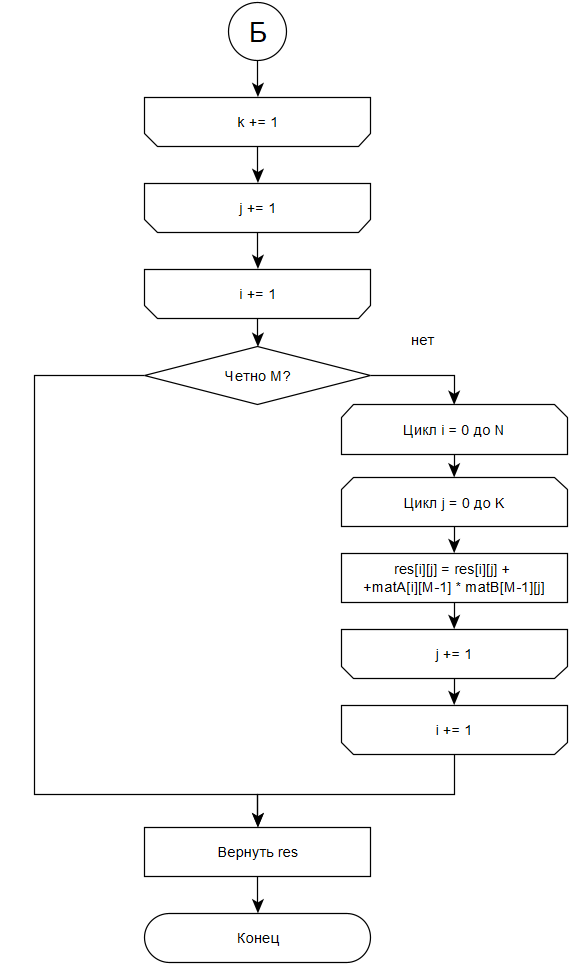 Б
k += 1
j += 1
i += 1
нет
Четно M?
Цикл i = 0 до N
Цикл j = 0 до K
res[i][j] = res[i][j] +
+matA[i][M-1] * matB[M-1][j]
j += 1
i += 1
Вернуть res
Конец